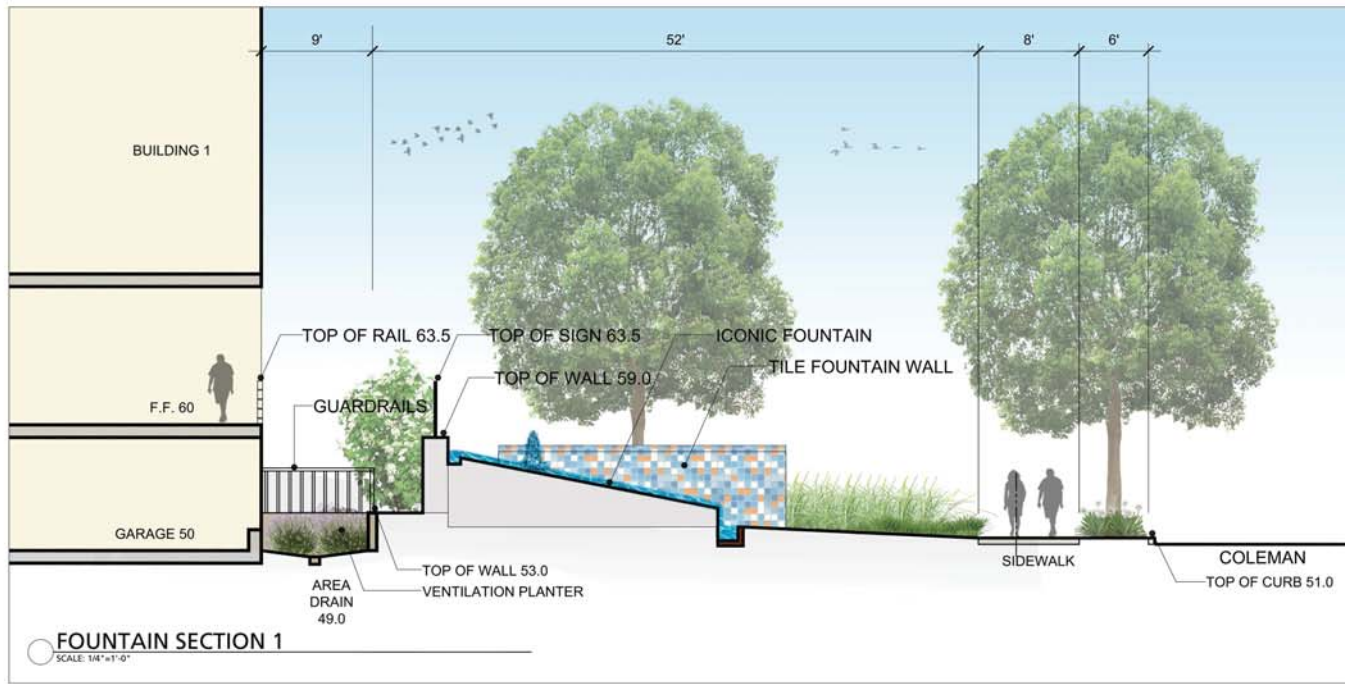 9'
52'
8'
6'
BUILDING 1
TOP OF RAIL 63.5
TOP OF SIGN 63.5
ICONIC FOUNTAIN
TILE FOUNTAIN WALL
TOP OF WALL 59.0
F.F. 60
GUARDRAILS
GARAGE 50
SIDEWALK
COLEMAN
TOP OF CURB 51.0
TOP OF WALL 53.0
VENTILATION PLANTER
AREA
DRAIN
49.0
FOUNTAIN SECTION 1
SCALE: 1/4"=1'-0"